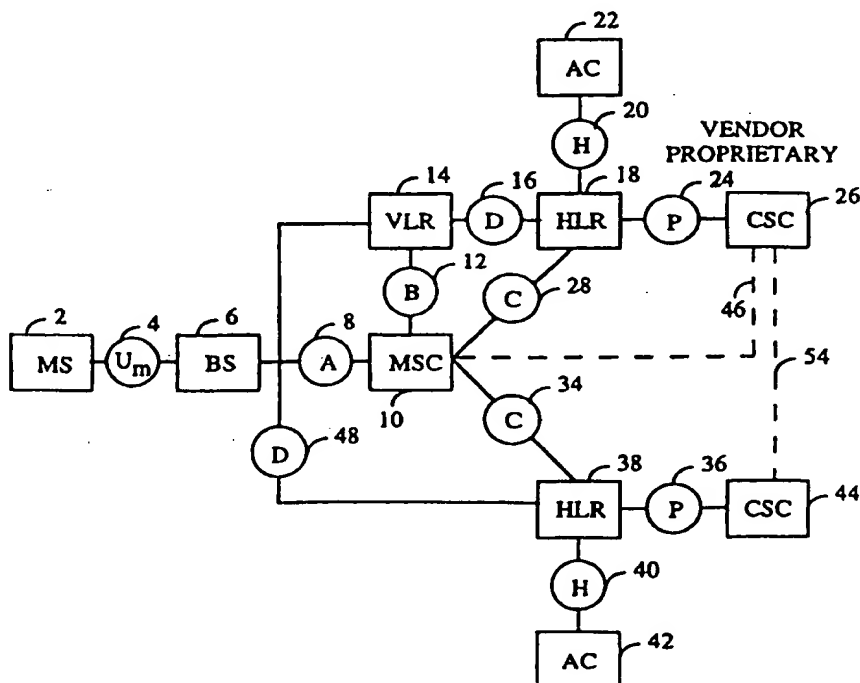 22
AC
20
H
VENDOR
PROPRIETARY
14
16
18
24
26
VLR
D
HLR
P
CSC
12
B
C
28
46
2
4
6
8
MS
Um
BS
A
MSC
10
54
C
34
48
D
38
36
HLR
P
CSC
44
H
40
AC
42